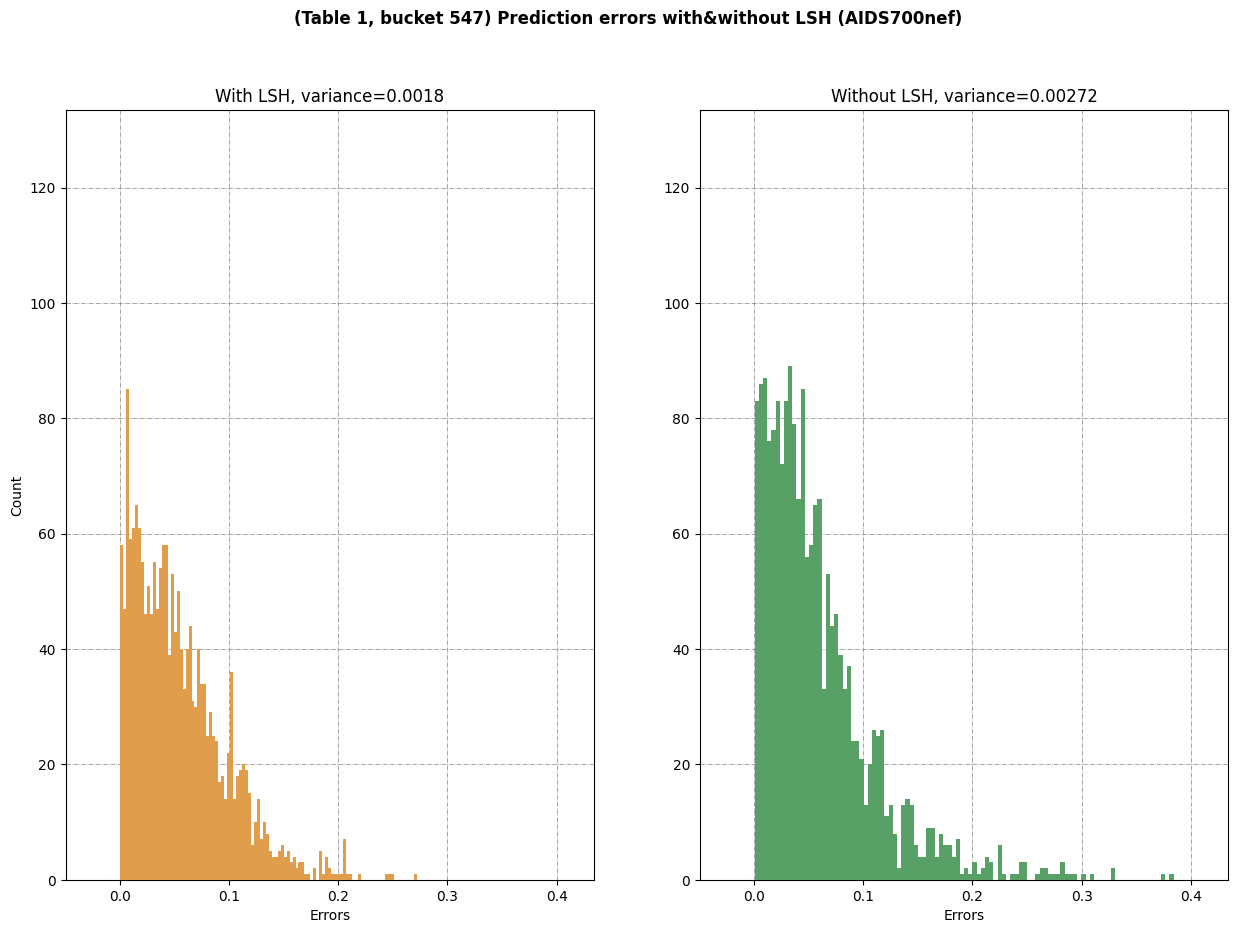 (Table 1, bucket 547) Prediction errors with&without LSH (AIDS700nef)
With LSH, variance=0.0018
120
100
80
60
40
20
0
Count
0.0 0.1 0.2 0.3 0.4
Errors
Without LSH, variance=0.00272
120
100
80
60
40
20
0
0.0 0.1 0.2 0.3 0.4
Errors